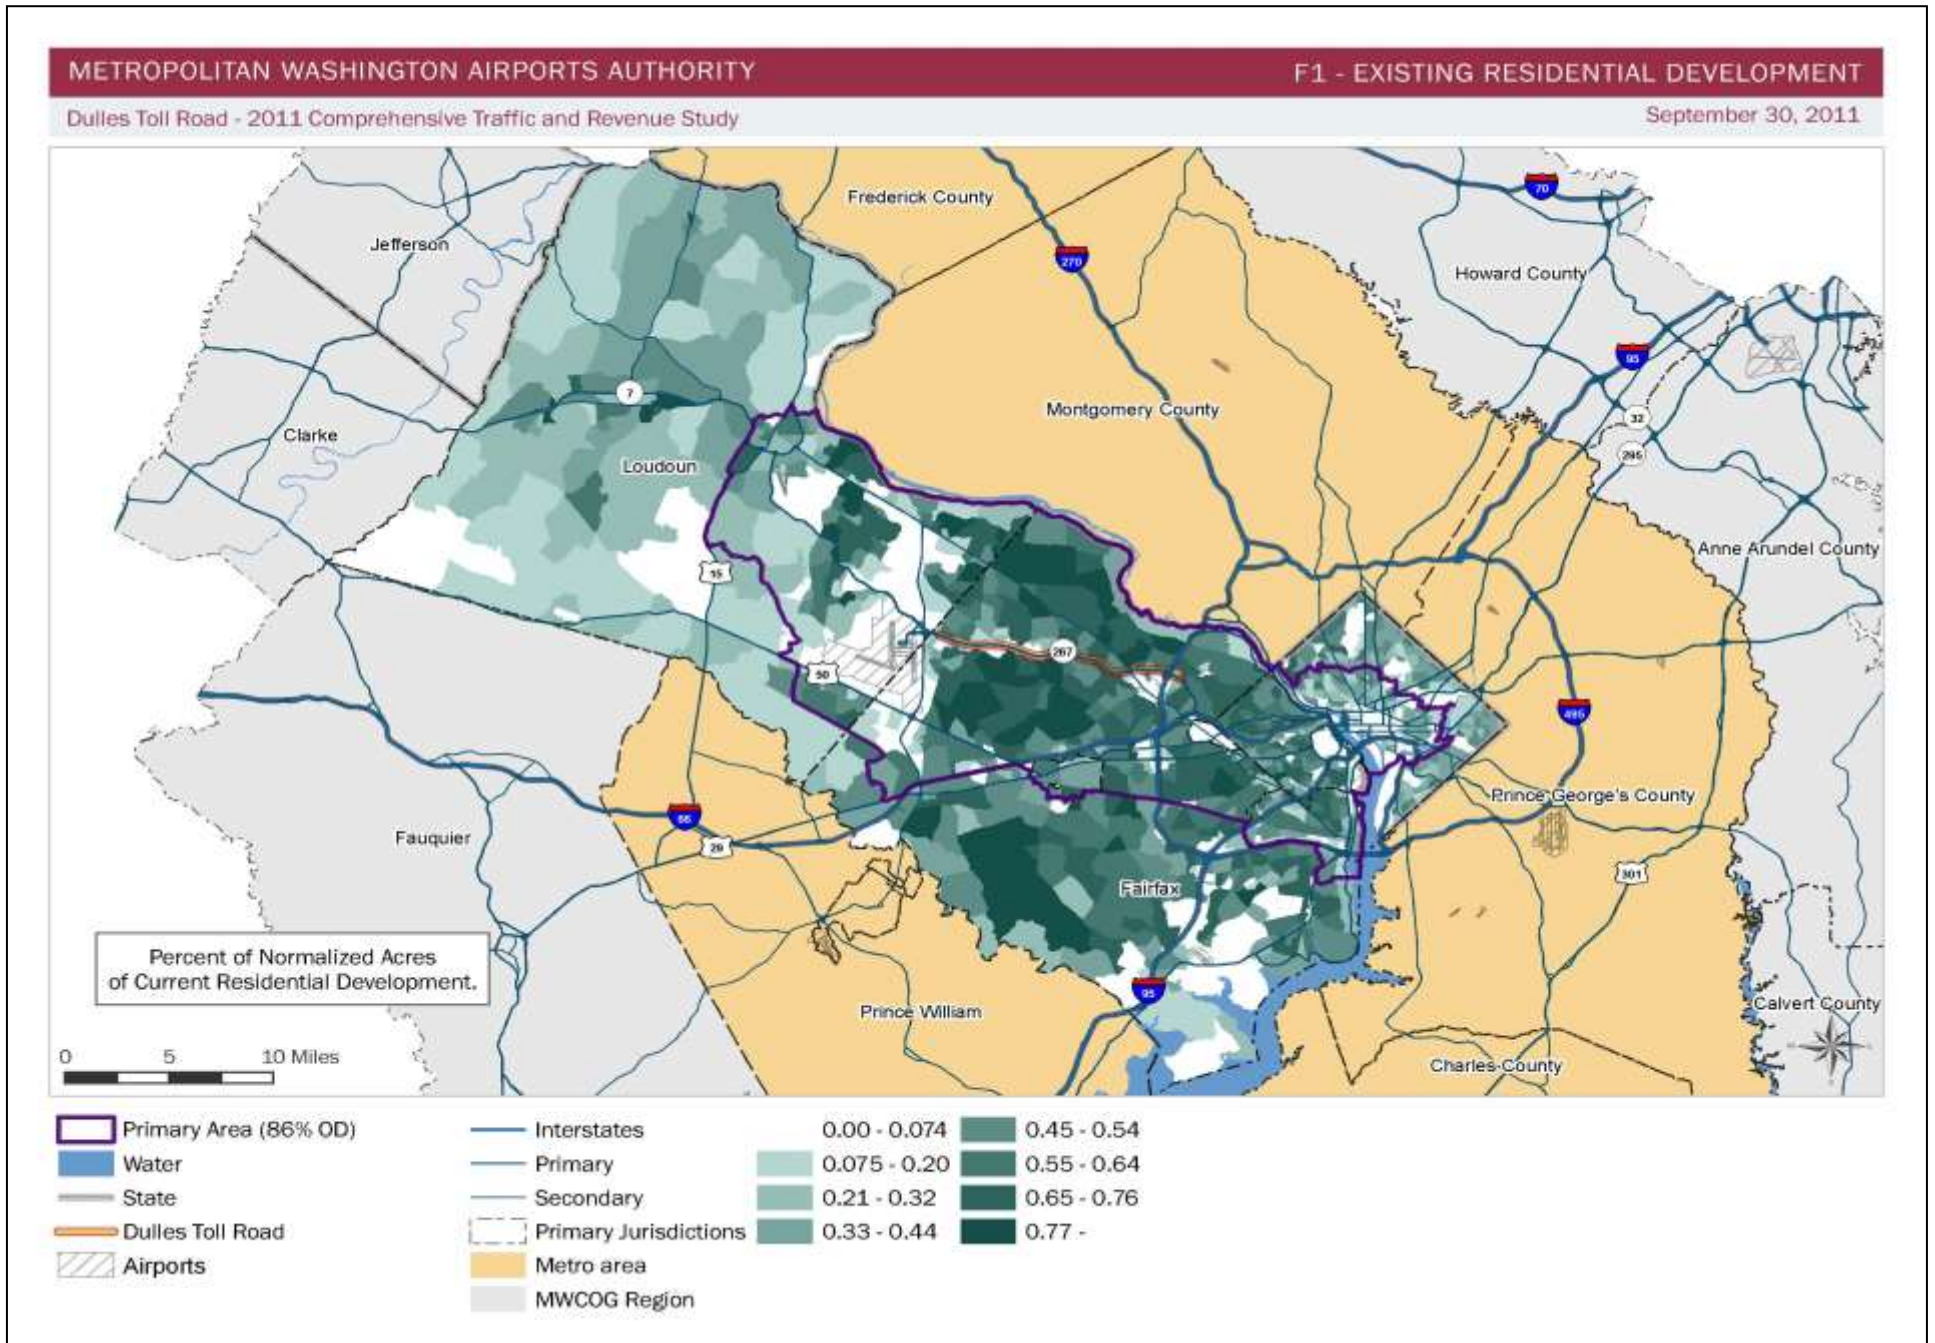 METROPOLITAN WASHINGTON AIRPORTS AUTHORITY
F1 - EXISTING RESIDENTIAL DEVELOPMENT
Dulles Toll Road - 2011 Comprehensive Traffic and Revenue Study
September 30, 2011
Frederick County
70
Jefferson
270
Howard County
95
7
Montgomery County
32
Clarke
295
Loudoun
Anne Arundel County
15
267
50
495
Prince George's County
66
Fauquier
29
301
Fairfax
Percent of Normalized Acres
of Current Residential Development.
95
Prince William
Calvert County
0 5 10 Miles
Charles County
Primary Area (86% OD)
Water
State
Dulles Toll Road
Airports
Interstates
Primary
Secondary
Primary Jurisdictions
Metro area
MWCOG Region
0.00 - 0.074
0.075 - 0.20
0.21 - 0.32
0.33 - 0.44
0.45 - 0.54
0.55 - 0.64
0.65 - 0.76
0.77 -